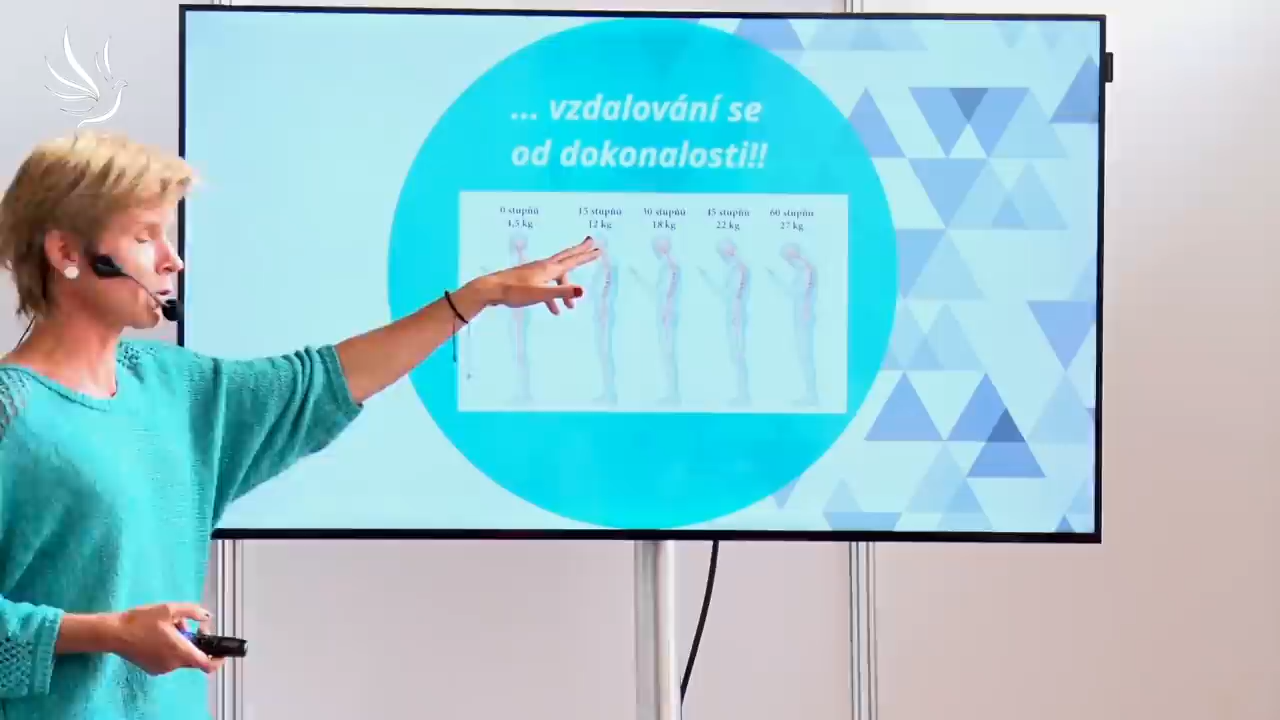 ... vzdalování se
od dokonalosti!!
0 stupňů 15 stupňů 30 stupňů 45 stupňů 60 stupňů
4,5 kg 12 kg 18 kg 22 kg 27 kg